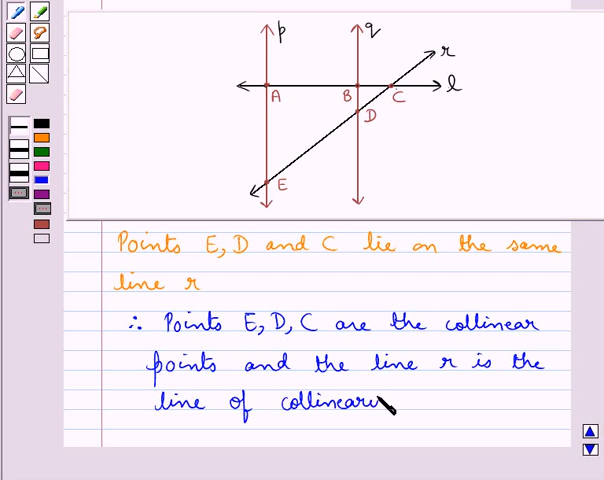 p
q
r
A
B
C
l
D
E
Points E, D and C lie on the same
line r
∴ Points E, D, C are the collinear
points and the line r is the
line of collineari